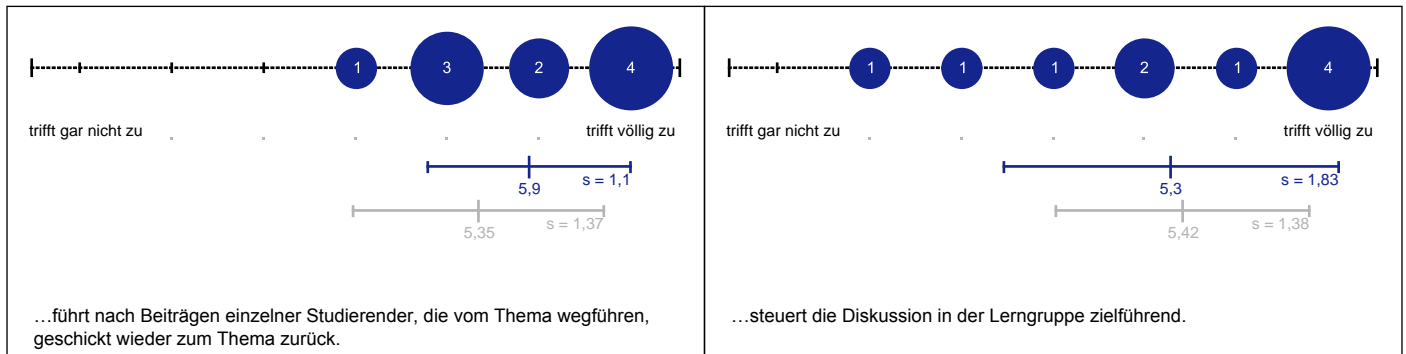 1 3 2 4
trifft gar nicht zu trifft völlig zu
s = 1,1
5,9
s = 1,37
5,35
…führt nach Beiträgen einzelner Studierender, die vom Thema wegführen,
geschickt wieder zum Thema zurück.
1 1 1 2 1 4
trifft gar nicht zu trifft völlig zu
s = 1,83
5,3
s = 1,38
5,42
…steuert die Diskussion in der Lerngruppe zielführend.